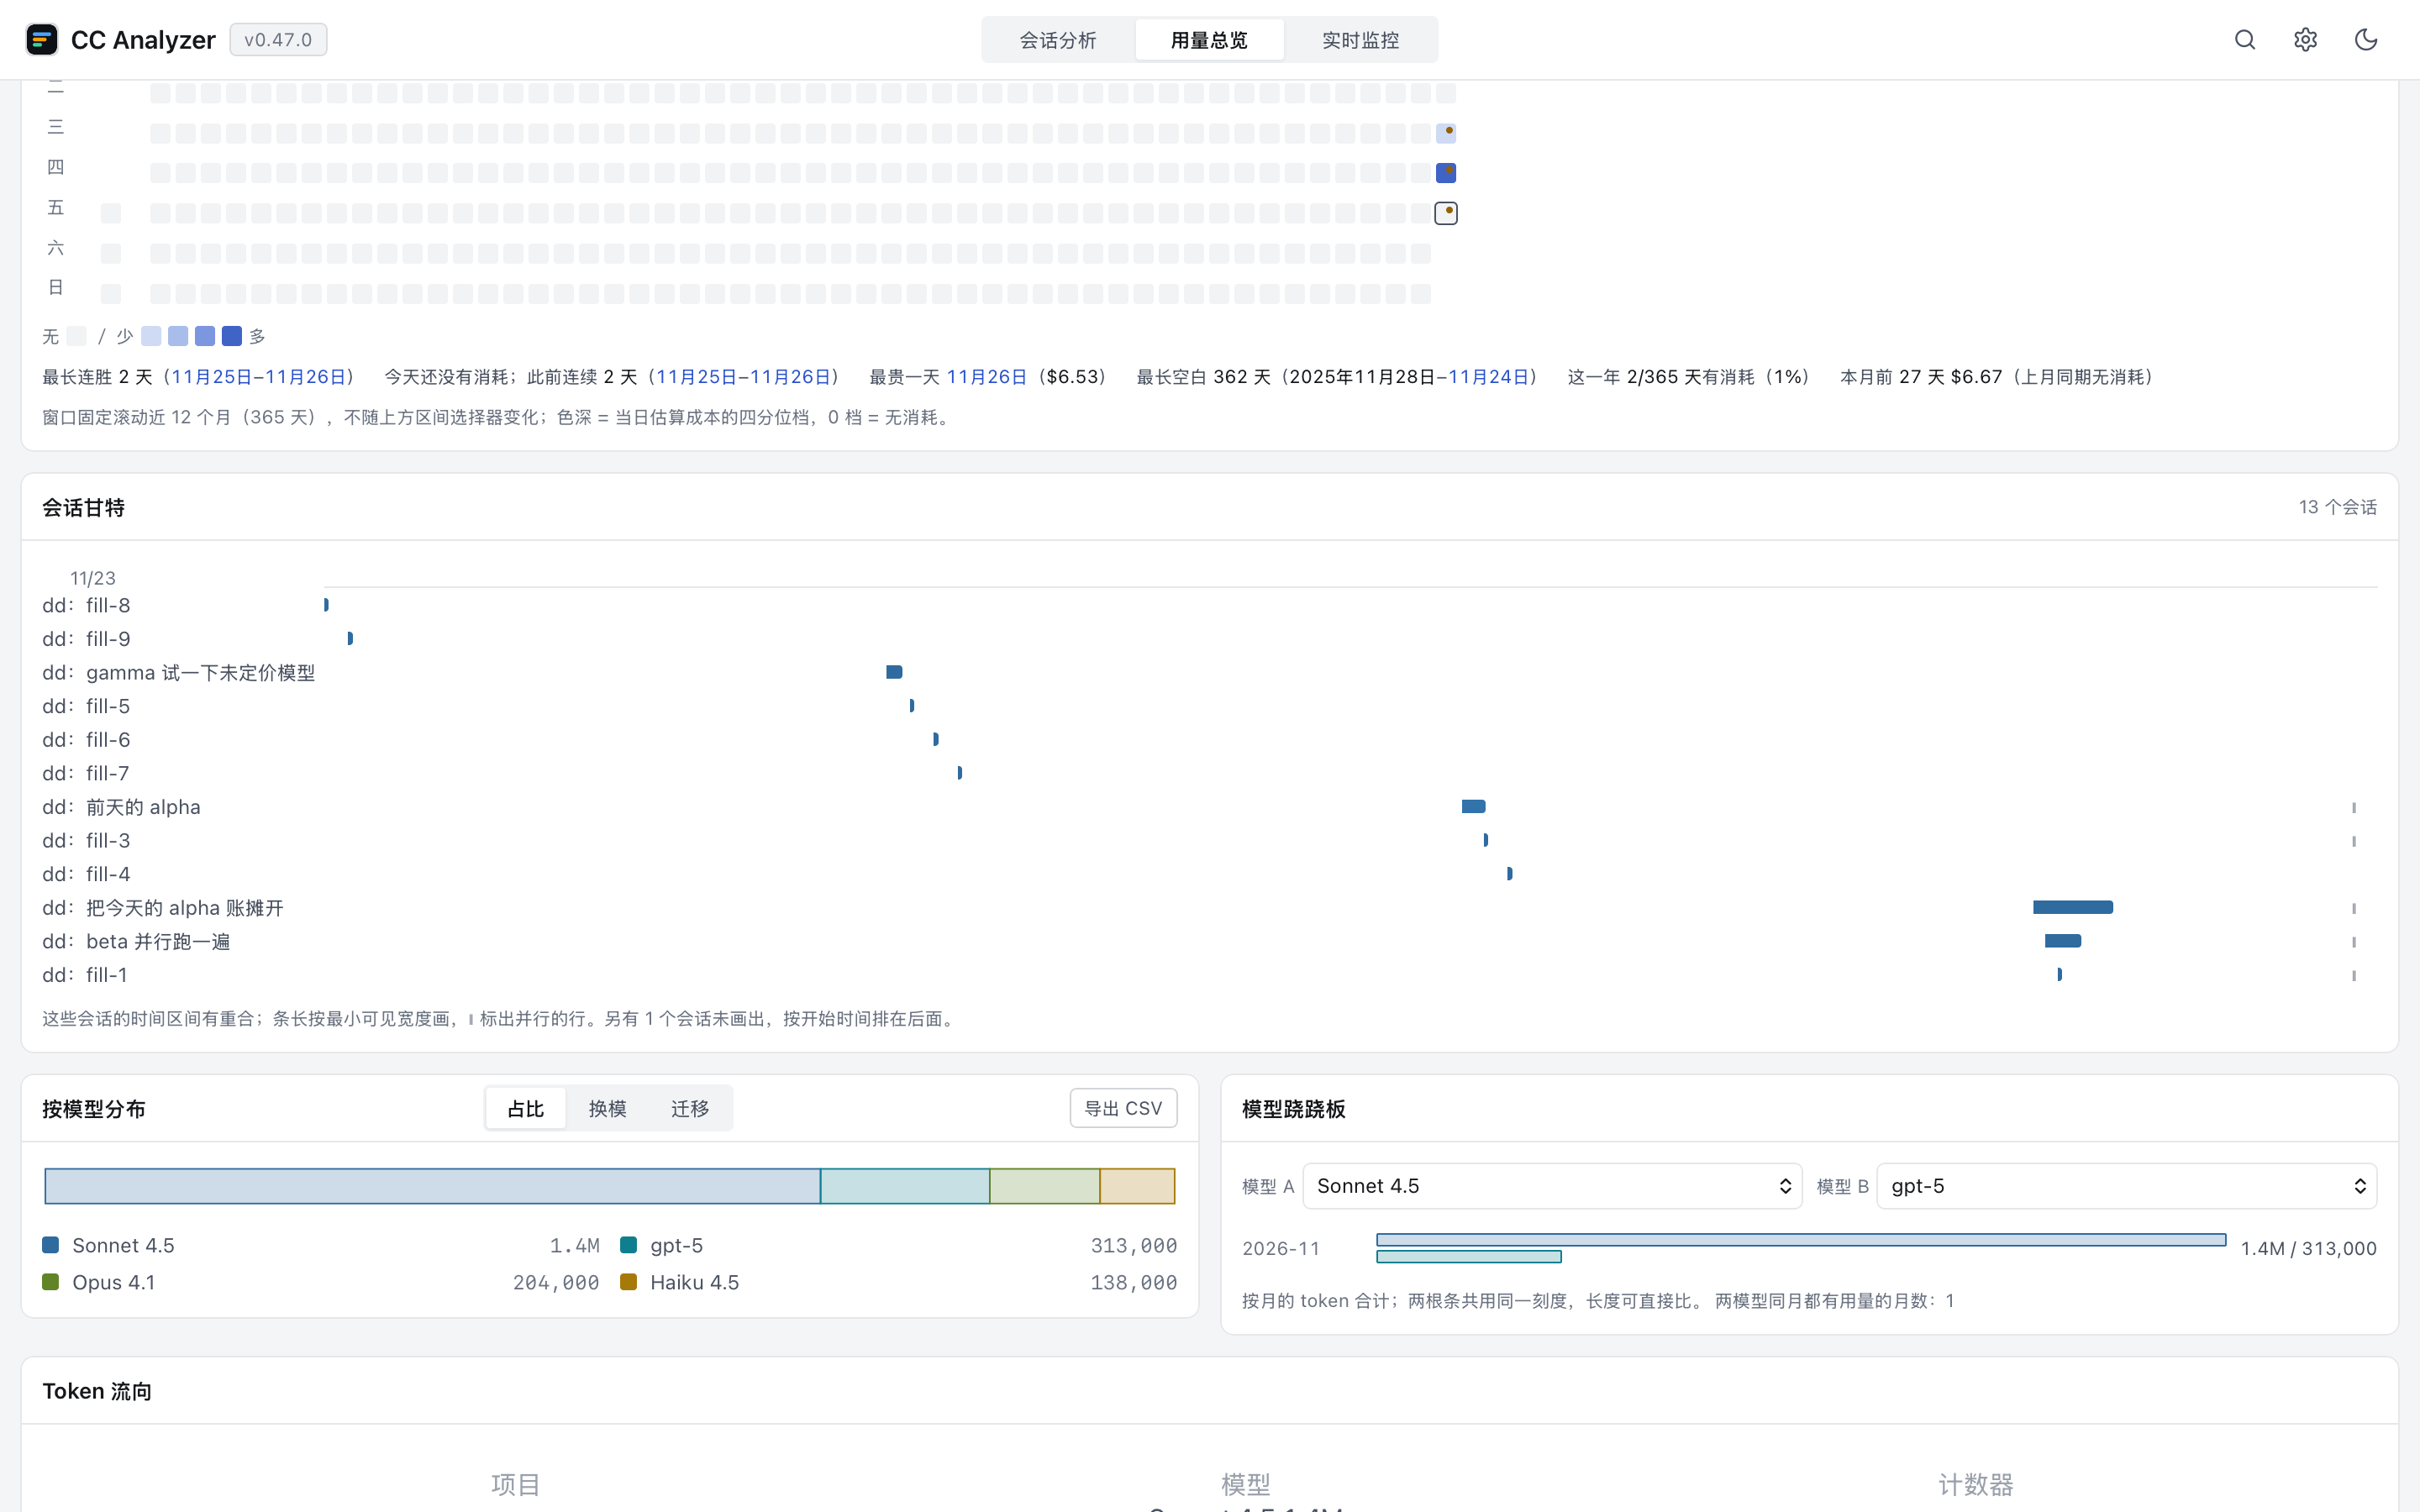 CC Analyzer v0.47.0 会话分析 用量总览 实时监控
三
四
五
六
日
无 / 少 多
最长连胜 2 天（11月25日–11月26日） 今天还没有消耗；此前连续 2 天（11月25日–11月26日） 最贵一天 11月26日（$6.53） 最长空白 362 天（2025年11月28日–11月24日） 这一年 2/365 天有消耗（1%） 本月前 27 天 $6.67（上月同期无消耗）
窗口固定滚动近 12 个月（365 天），不随上方区间选择器变化；色深 = 当日估算成本的四分位档，0 档 = 无消耗。
会话甘特 13 个会话
11/23
dd: fill-8
dd: fill-9
dd: gamma 试一下未定价模型
dd: fill-5
dd: fill-6
dd: fill-7
dd: 前天的 alpha
dd: fill-3
dd: fill-4
dd: 把今天的 alpha 账摊开
dd: beta 并行跑一遍
dd: fill-1
这些会话的时间区间有重合；条长按最小可见宽度画，‖ 标出并行的行。另有 1 个会话未画出，按开始时间排在后面。
按模型分布 占比 换模 迁移 导出 CSV
Sonnet 4.5 1.4M gpt-5 313,000
Opus 4.1 204,000 Haiku 4.5 138,000
模型跷跷板
模型 A Sonnet 4.5 模型 B gpt-5
2026-11 1.4M / 313,000
按月的 token 合计；两根条共用同一刻度，长度可直接比。 两模型同月都有用量的月数：1
Token 流向
项目 模型 计数器